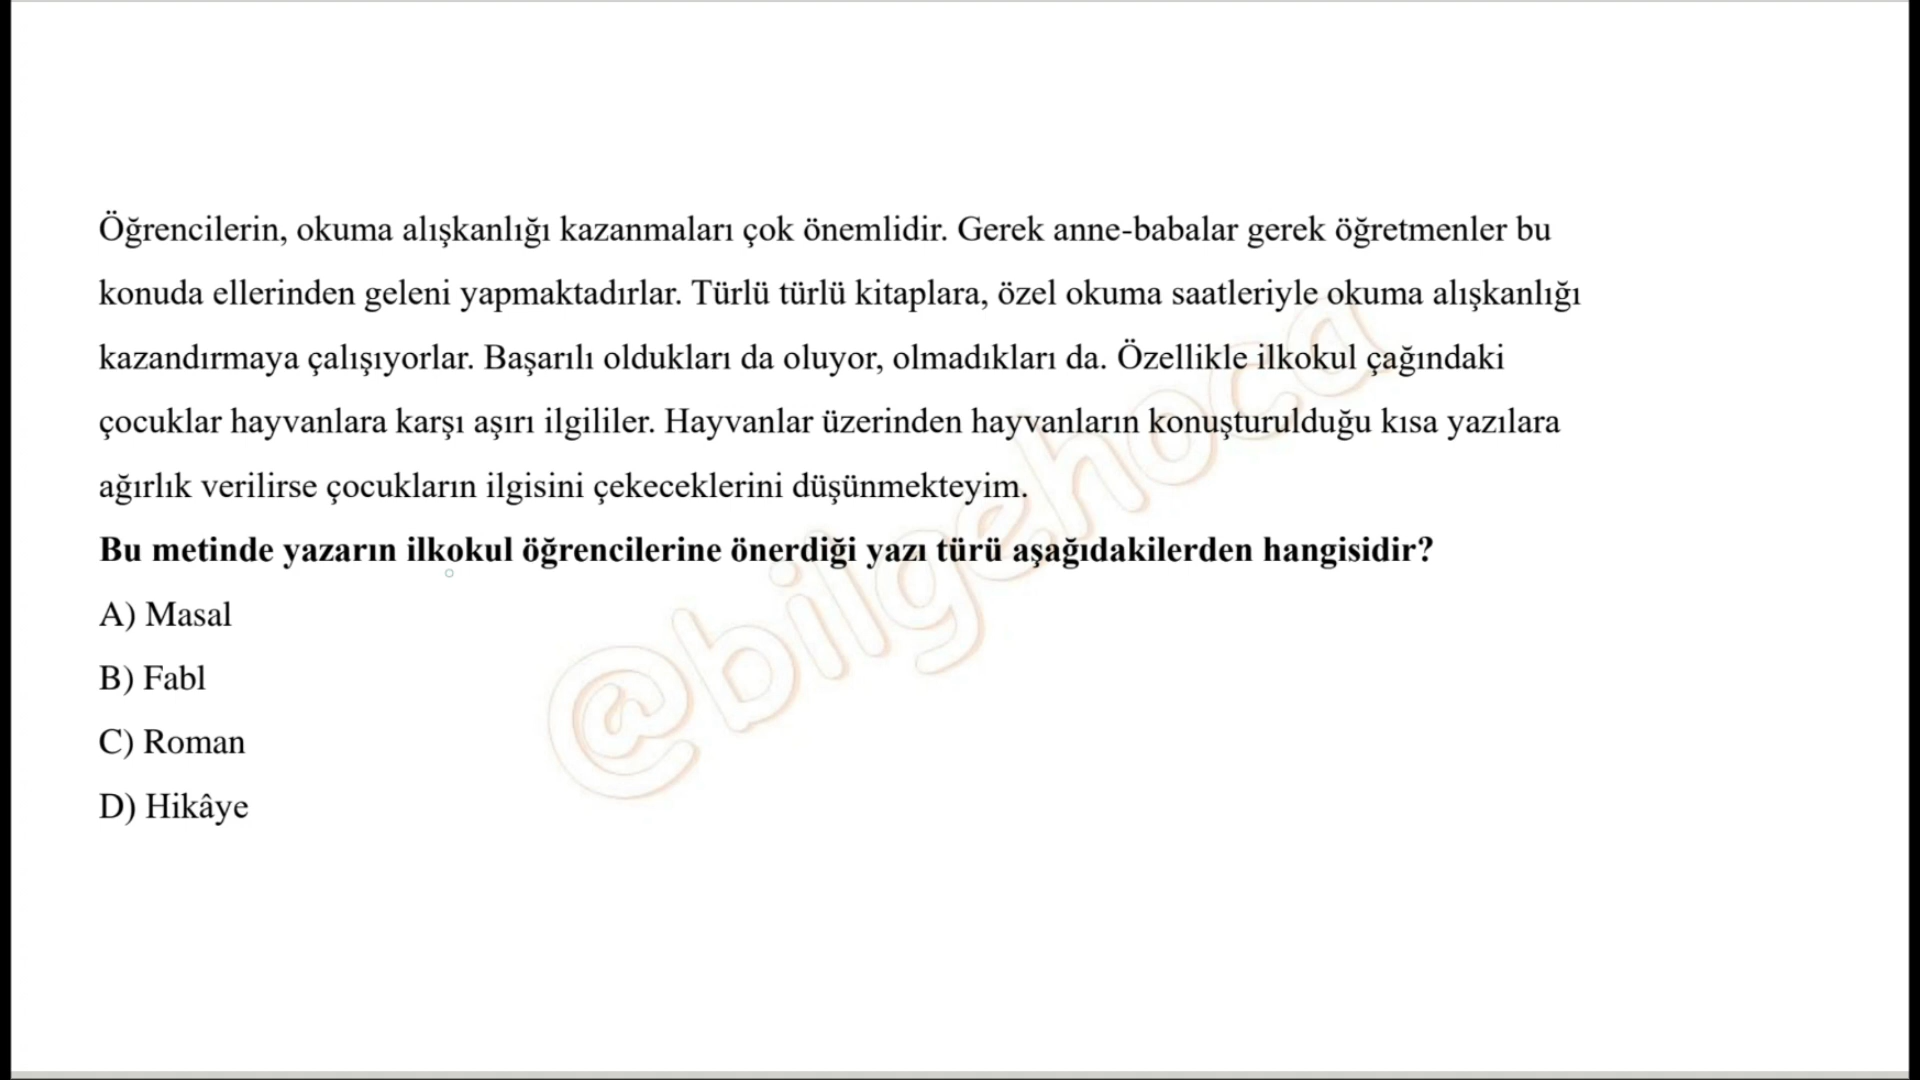 Öğrencilerin, okuma alışkanlığı kazanmaları çok önemlidir. Gerek anne-babalar gerek öğretmenler bu
konuda ellerinden geleni yapmaktadırlar. Türlü türlü kitaplara, özel okuma saatleriyle okuma alışkanlığı
kazandırmaya çalışıyorlar. Başarılı oldukları da oluyor, olmadıkları da. Özellikle ilkokul çağındaki
çocuklar hayvanlara karşı aşırı ilgililer. Hayvanlar üzerinden hayvanların konuşturulduğu kısa yazılara
ağırlık verilirse çocukların ilgisini çekeceklerini düşünmekteyim.
Bu metinde yazarın ilkokul öğrencilerine önerdiği yazı türü aşağıdakilerden hangisidir?
A) Masal
B) Fabl
C) Roman
D) Hikâye
@bilgehoca